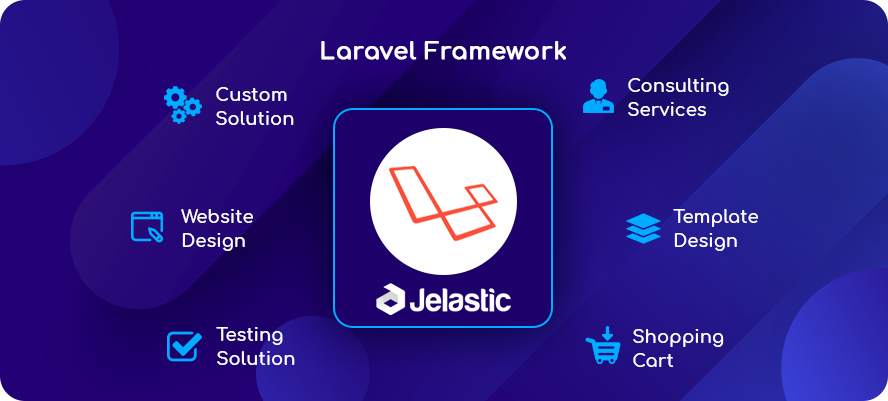 Laravel Framework
Custom
Solution
Consulting
Services
Website
Design
Template
Design
Jelastic
Testing
Solution
Shopping
Cart